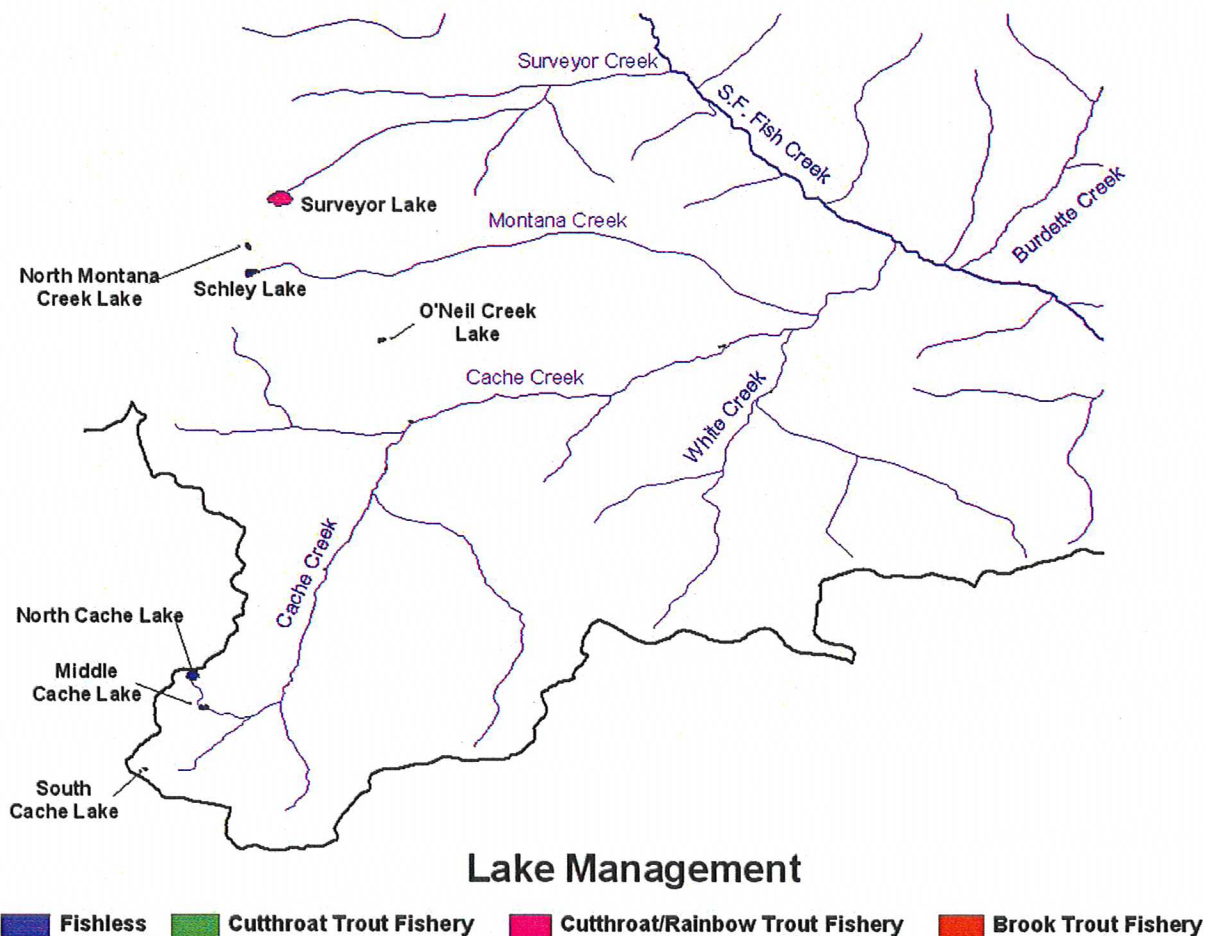 Surveyor Creek
S.F. Fish Creek
Surveyor Lake
Burdette Creek
Montana Creek
North Montana
Creek Lake
Schley Lake
O'Neil Creek
Lake
Cache Creek
White Creek
Cache Creek
North Cache Lake
Middle
Cache Lake
South
Cache Lake
Lake Management
Fishless
Cutthroat Trout Fishery
Cutthroat/Rainbow Trout Fishery
Brook Trout Fishery